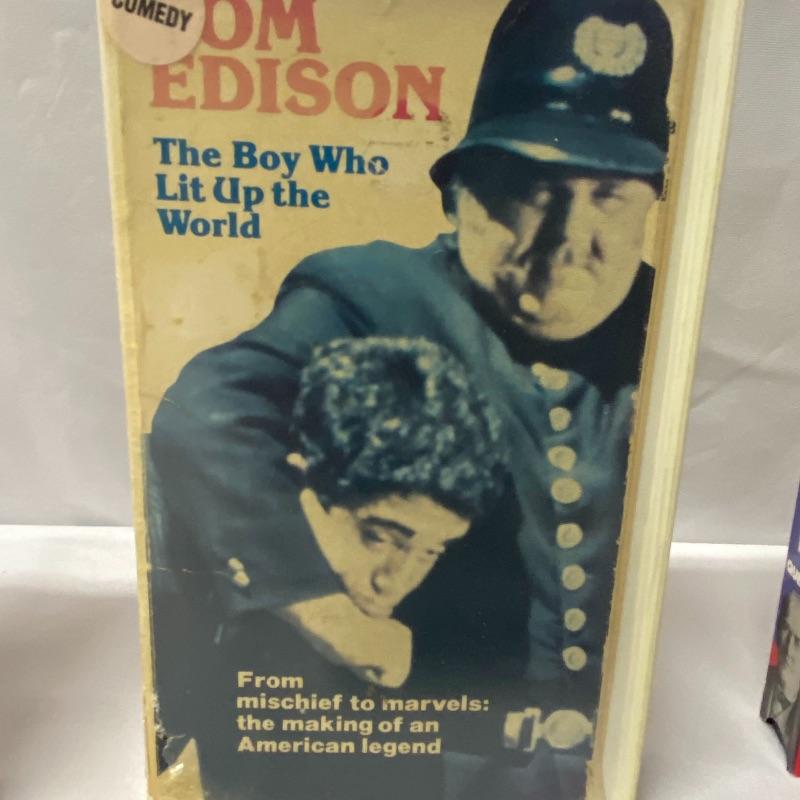 COMEDY
OM
EDISON
The Boy Who
Lit Up the
World
From
mischief to marvels:
the making of an
American legend